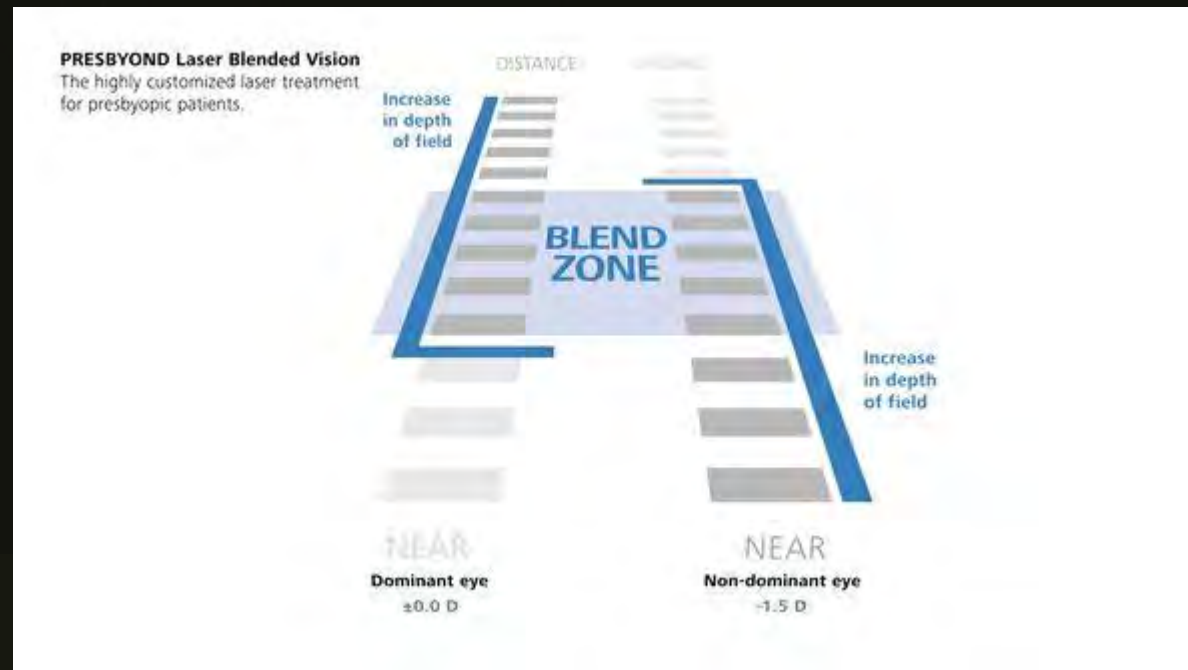 PRESBYOND Laser Blended Vision
The highly customized laser treatment
for presbyopic patients.
DISTANCE
Increase
in depth
of field
BLEND
ZONE
Increase
in depth
of field
NEAR
NEAR
Dominant eye
Non-dominant eye
±0.0 D
-1.5 D